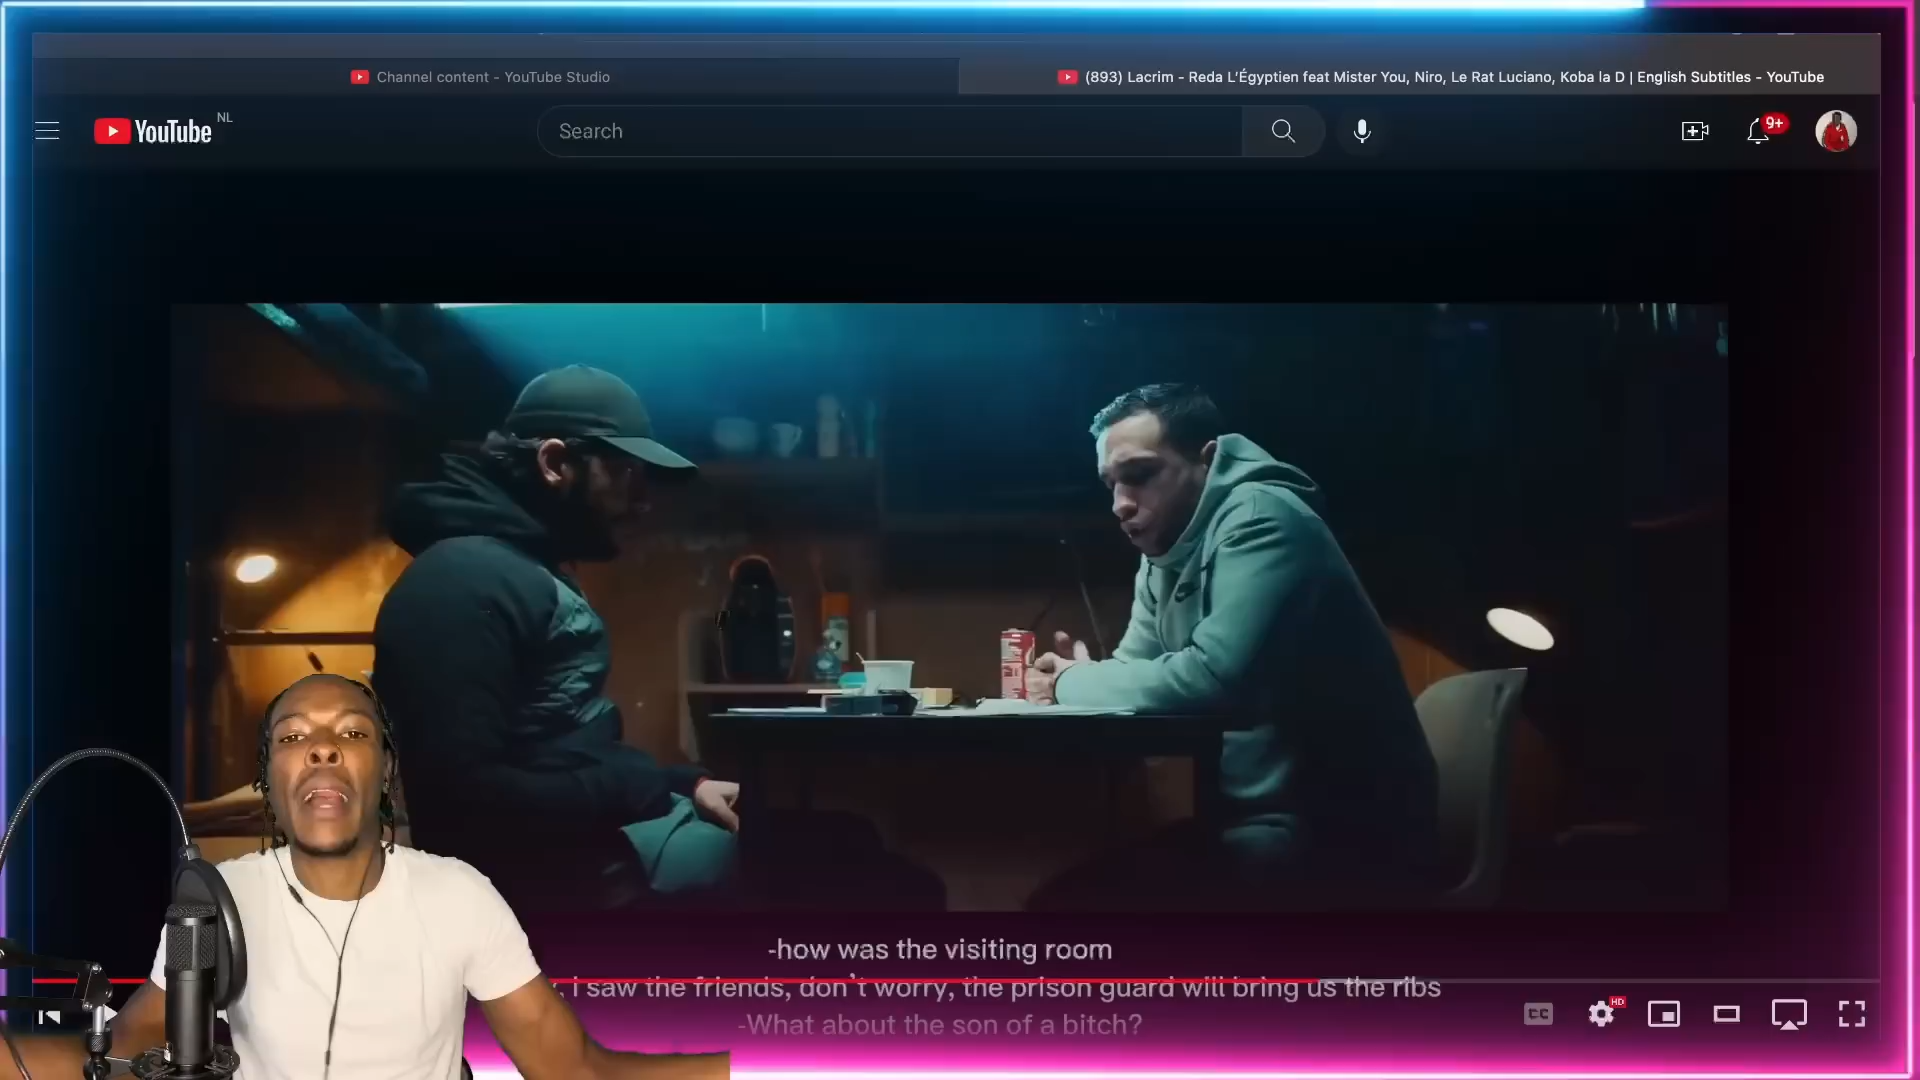 Channel content - YouTube Studio
(893) Lacrim - Reda L'Égyptien feat Mister You, Niro, Le Rat Luciano, Koba la D | English Subtitles - YouTube
YouTube NL
Search
9+
-how was the visiting room
, i saw the friends, don't worry, the prison guard will bring us the ribs
-What about the son of a bitch?
CC
HD